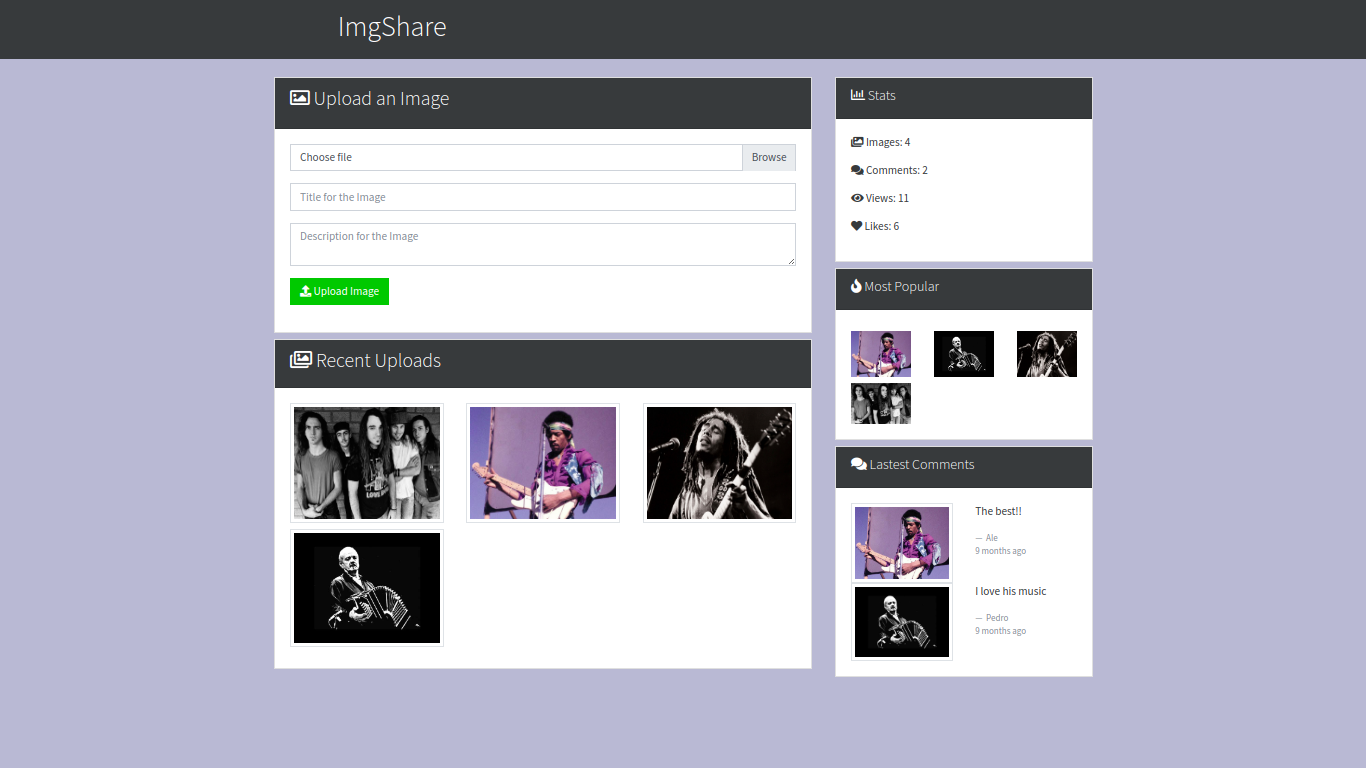 ImgShare
Upload an Image
Choose file
Browse
Title for the Image
Description for the Image
Upload Image
Recent Uploads
Stats
Images: 4
Comments: 2
Views: 11
Likes: 6
Most Popular
Lastest Comments
The best!!
— Ale
9 months ago
I love his music
— Pedro
9 months ago